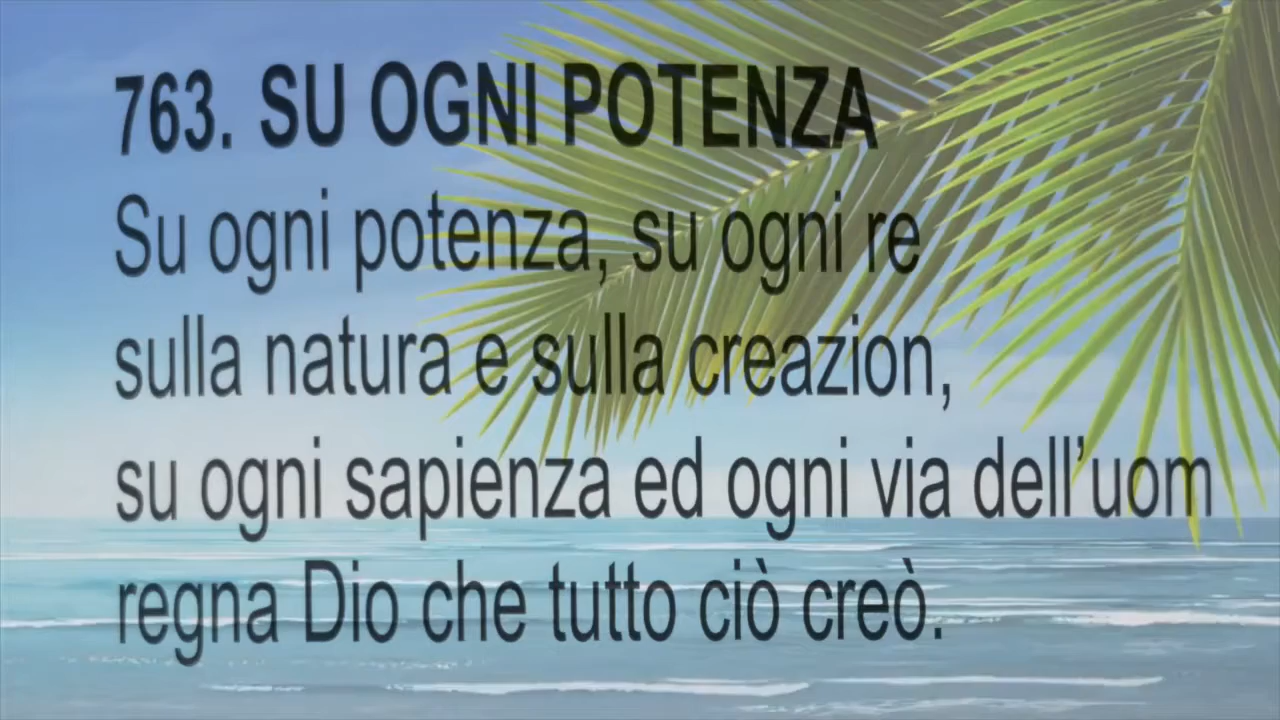 763. SU OGNI POTENZA
Su ogni potenza, su ogni re
sulla natura e sulla creazion,
su ogni sapienza ed ogni via dell’uom
regna Dio che tutto ciò creò.